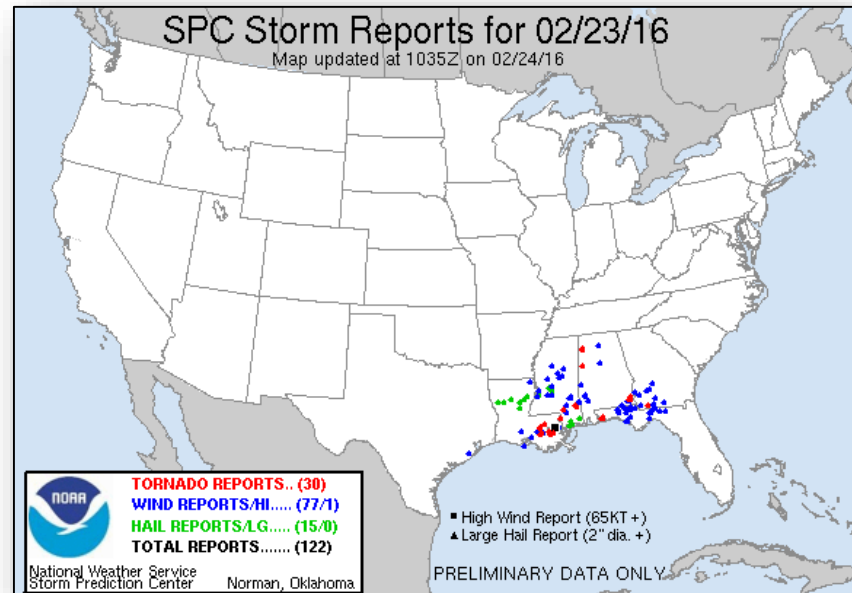 SPC Storm Reports for 02/23/16
Map updated at 1035Z on 02/24/16
NOAA
TORNADO REPORTS.. (30)
WIND REPORTS/HI..... (77/1)
HAIL REPORTS/LG..... (15/0)
TOTAL REPORTS....... (122)
National Weather Service
Storm Prediction Center Norman, Oklahoma
High Wind Report (65KT +)
Large Hail Report (2" dia. +)
PRELIMINARY DATA ONLY